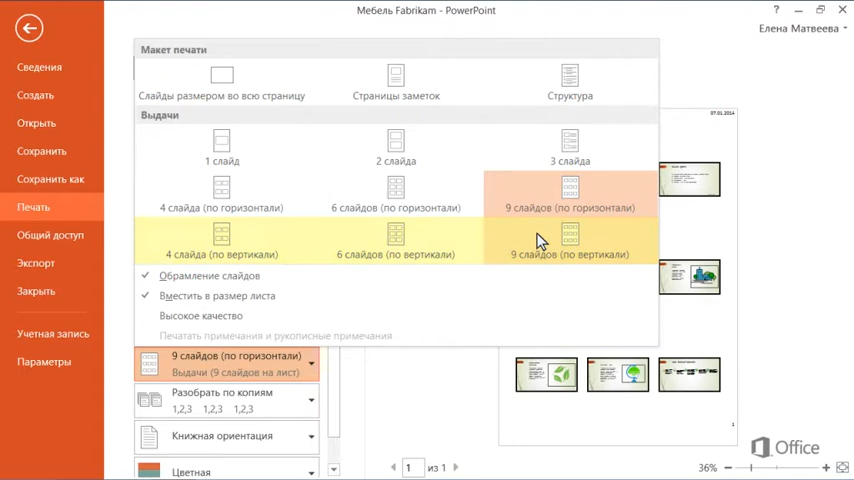 Мебель Fabrikam - PowerPoint
?
Елена Матвеева
Сведения
Создать
Открыть
Сохранить
Сохранить как
Печать
Общий доступ
Экспорт
Закрыть
Учетная запись
Параметры
Макет печати
Слайды размером во всю страницу
Страницы заметок
Структура
Выдачи
1 слайд
2 слайда
3 слайда
4 слайда (по горизонтали)
6 слайдов (по горизонтали)
9 слайдов (по горизонтали)
4 слайда (по вертикали)
6 слайдов (по вертикали)
9 слайдов (по вертикали)
Обрамление слайдов
Вместить в размер листа
Высокое качество
Печатать примечания и рукописные примечания
9 слайдов (по горизонтали)
Выдачи (9 слайдов на лист)
Разобрать по копиям
1,2,3 1,2,3 1,2,3
Книжная ориентация
Цветная
07.01.2014
1
1 из 1
36%
Office